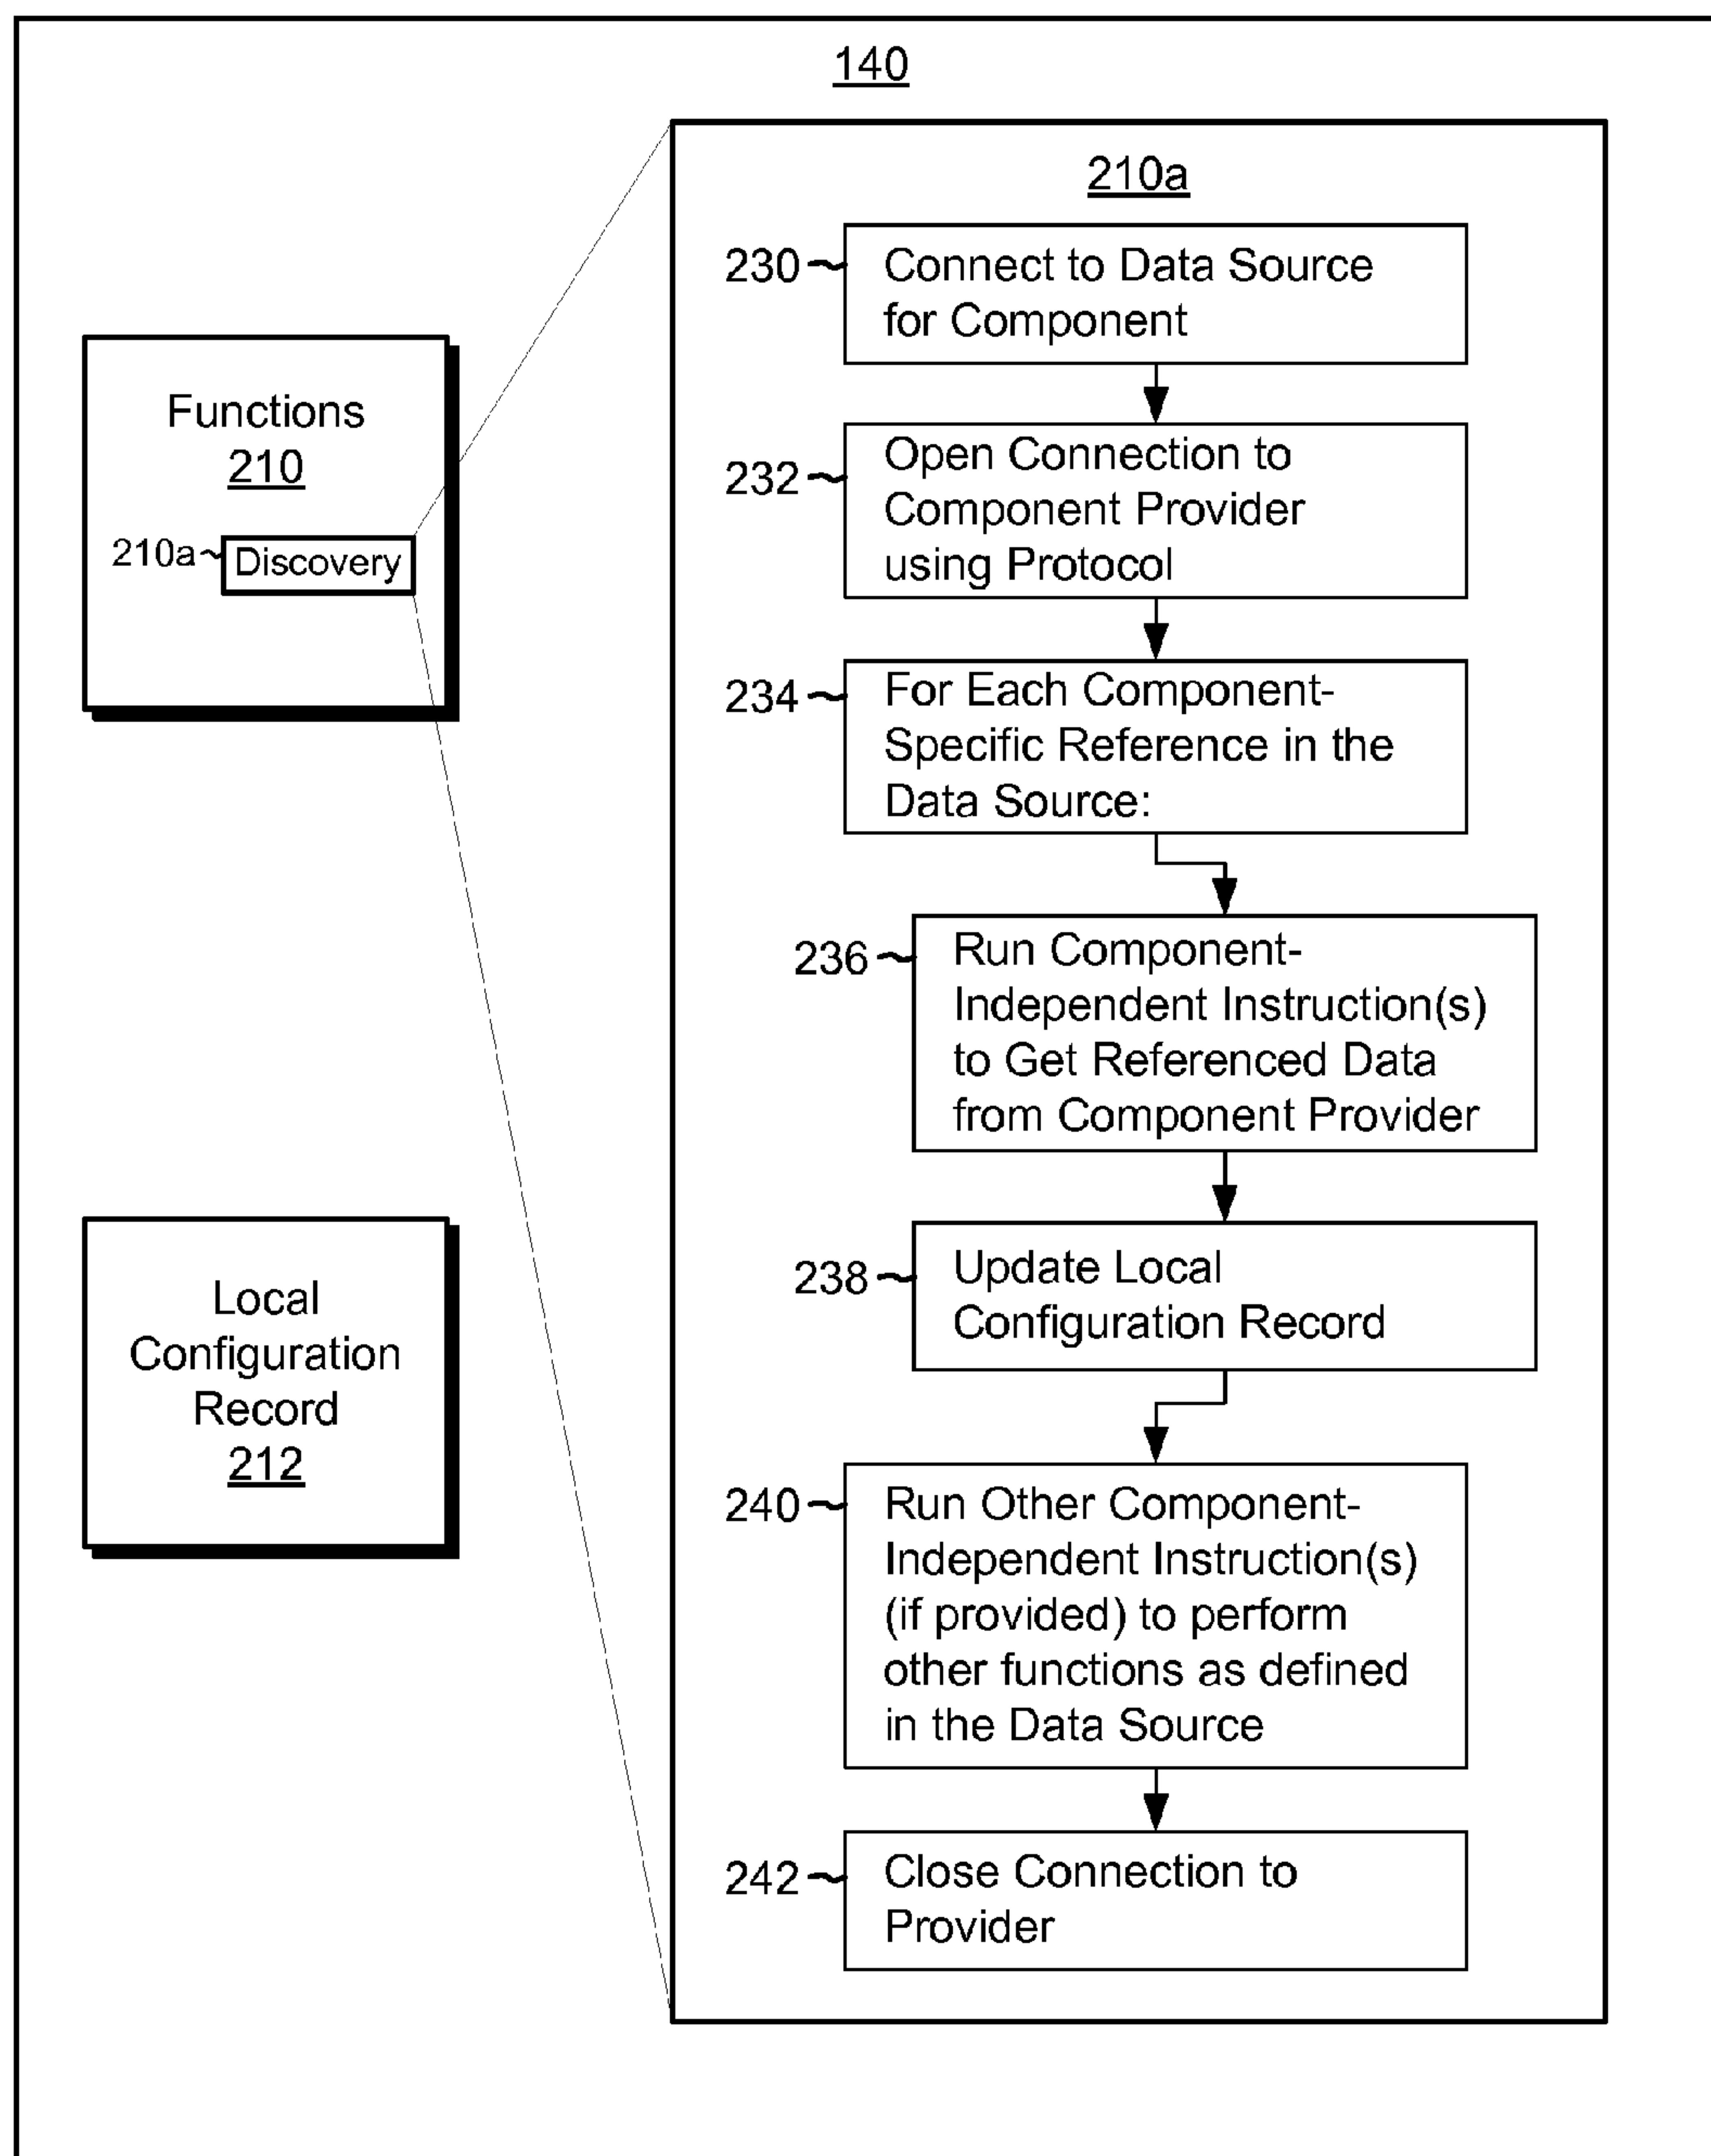 140
Functions
210
210a
Discovery
Local
Configuration
Record
212
210a
230
Connect to Data Source
for Component
232
Open Connection to
Component Provider
using Protocol
234
For Each Component-
Specific Reference in the
Data Source:
236
Run Component-
Independent Instruction(s)
to Get Referenced Data
from Component Provider
238
Update Local
Configuration Record
240
Run Other Component-
Independent Instruction(s)
(if provided) to perform
other functions as defined
in the Data Source
242
Close Connection to
Provider